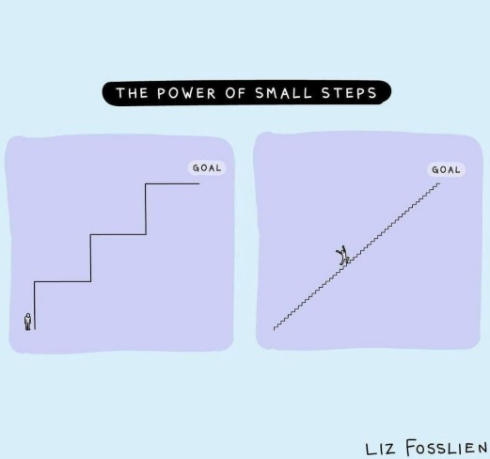 THE POWER OF SMALL STEPS
GOAL
GOAL
LIZ FOSSLIEN